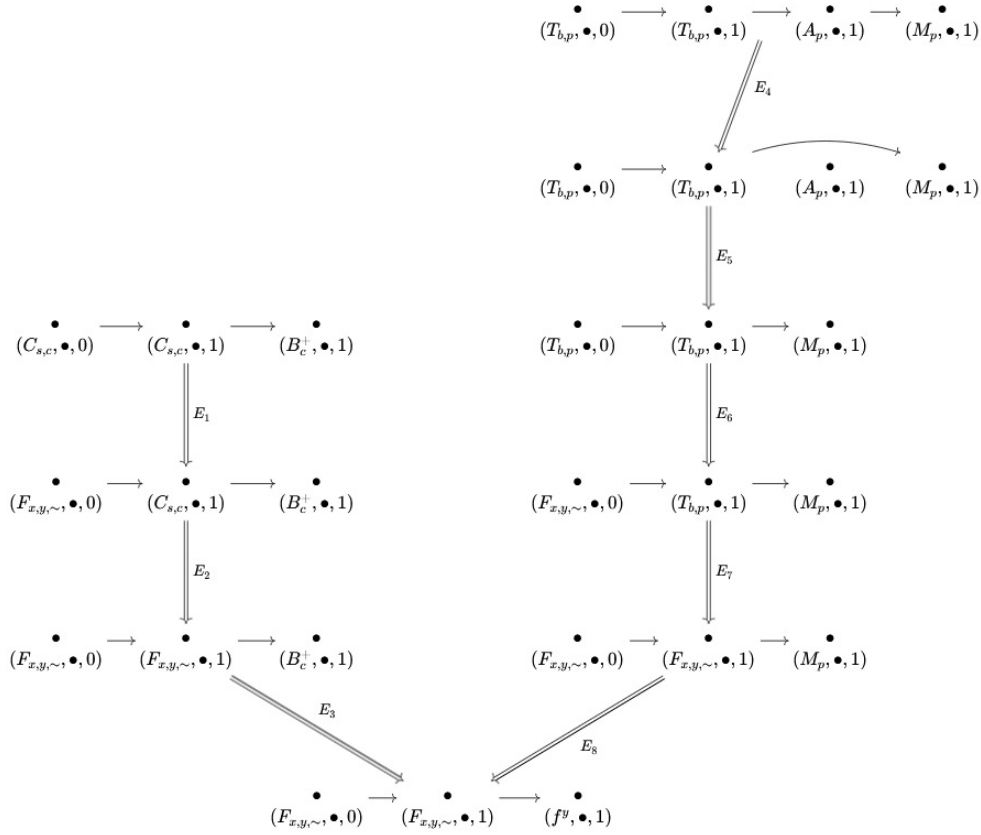 (T_{b,p}, •, 0) (T_{b,p}, •, 1) (A_p, •, 1) (M_p, •, 1)
E_4
(T_{b,p}, •, 0) (T_{b,p}, •, 1) (A_p, •, 1) (M_p, •, 1)
E_5
(C_{s,c}, •, 0) (C_{s,c}, •, 1) (B_c^+, •, 1) (T_{b,p}, •, 0) (T_{b,p}, •, 1) (M_p, •, 1)
E_1 E_6
(F_{x,y,∼}, •, 0) (C_{s,c}, •, 1) (B_c^+, •, 1) (F_{x,y,∼}, •, 0) (T_{b,p}, •, 1) (M_p, •, 1)
E_2 E_7
(F_{x,y,∼}, •, 0) (F_{x,y,∼}, •, 1) (B_c^+, •, 1) (F_{x,y,∼}, •, 0) (F_{x,y,∼}, •, 1) (M_p, •, 1)
E_3 E_8
(F_{x,y,∼}, •, 0) (F_{x,y,∼}, •, 1) (f^y, •, 1)